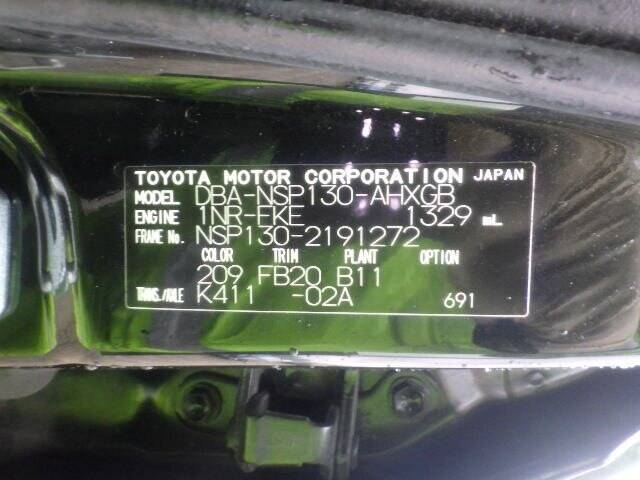 TOYOTA MOTOR CORPORATION JAPAN
MODEL DBA-NSP130-AHXGB
ENGINE 1NR-FKE 1329 mL
FRAME No. NSP130-2191272
COLOR TRIM PLANT OPTION
209 FB20 B11
TRANS./AXLE K411 -02A 691